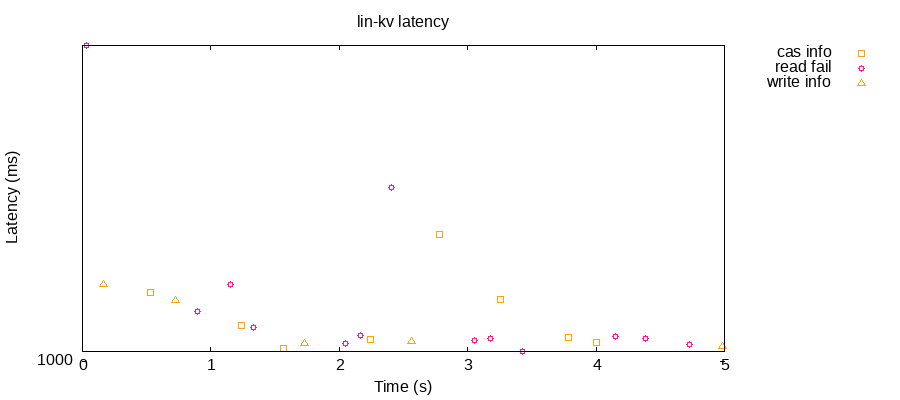 lin-kv latency
cas info
read fail
write info
Latency (ms)
1000
0 1 2 3 4 5
Time (s)